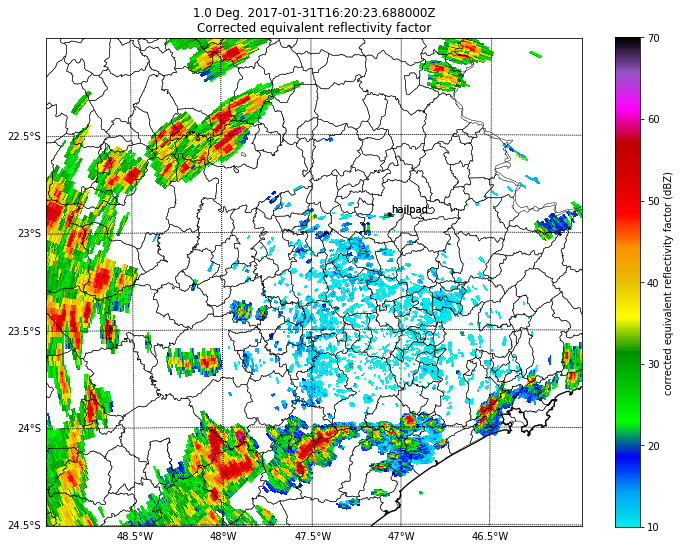 1.0 Deg. 2017-01-31T16:20:23.688000Z
Corrected equivalent reflectivity factor
22.5°S
23°S
23.5°S
24°S
24.5°S
48.5°W
48°W
47.5°W
47°W
46.5°W
hailpad
70
60
50
40
30
20
10
corrected equivalent reflectivity factor (dBZ)